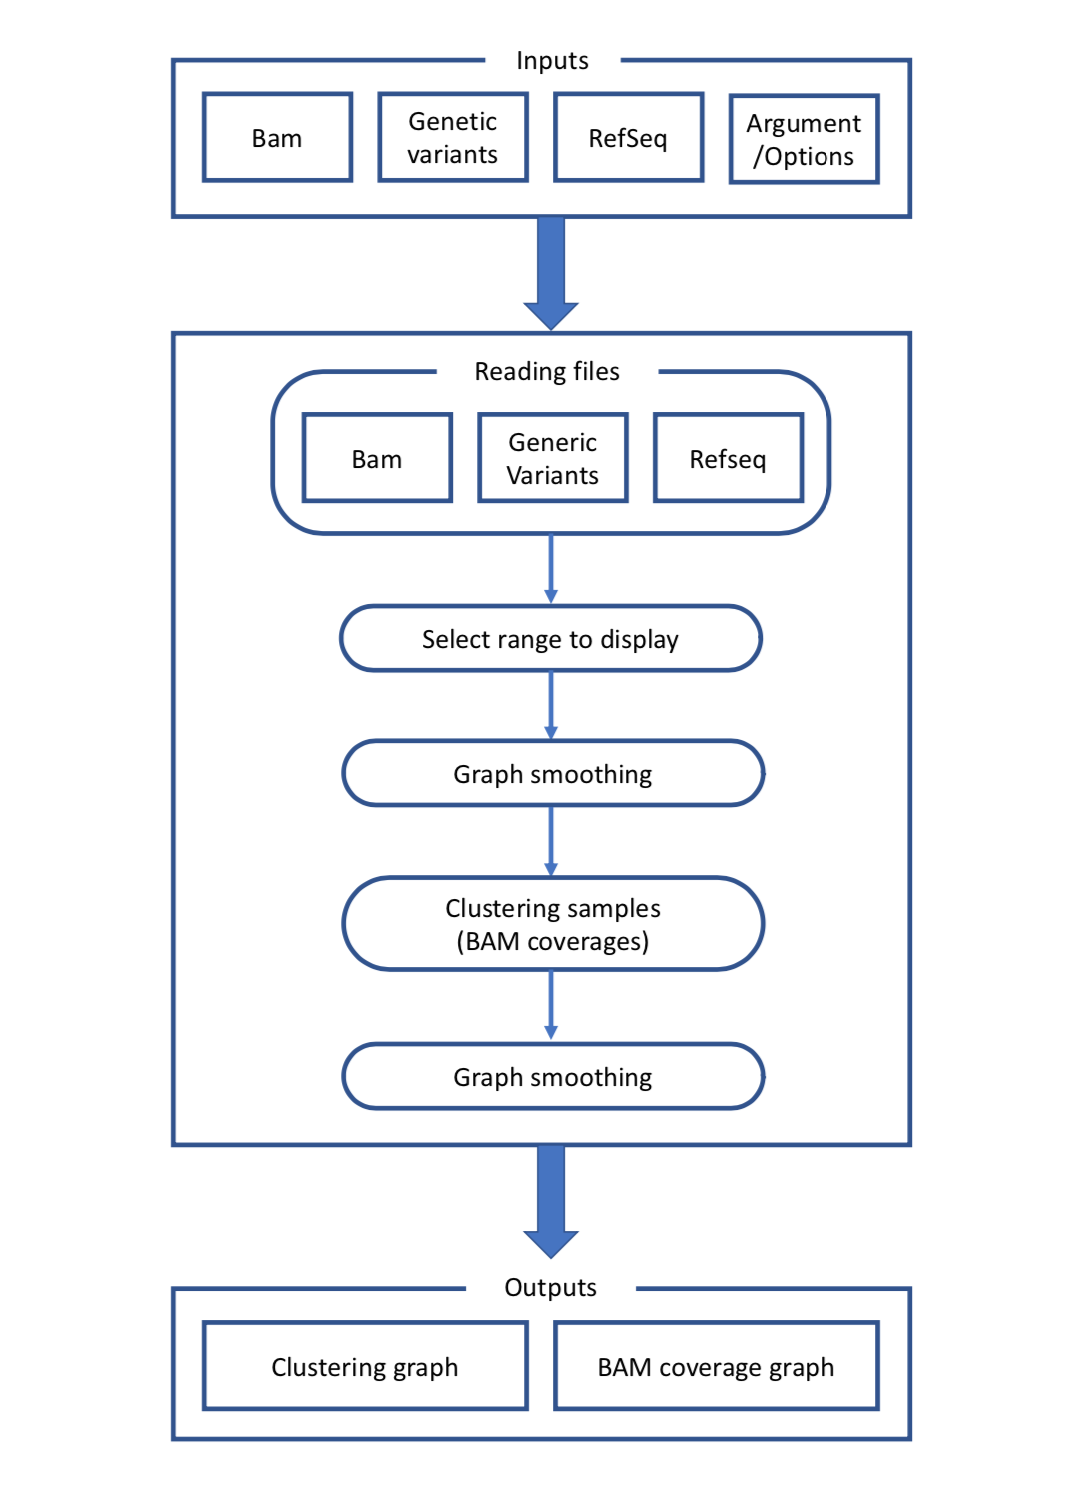 Inputs
Bam
Genetic
variants
RefSeq
Argument
/Options
Reading files
Bam
Generic
Variants
Refseq
Select range to display
Graph smoothing
Clustering samples
(BAM coverages)
Graph smoothing
Outputs
Clustering graph
BAM coverage graph